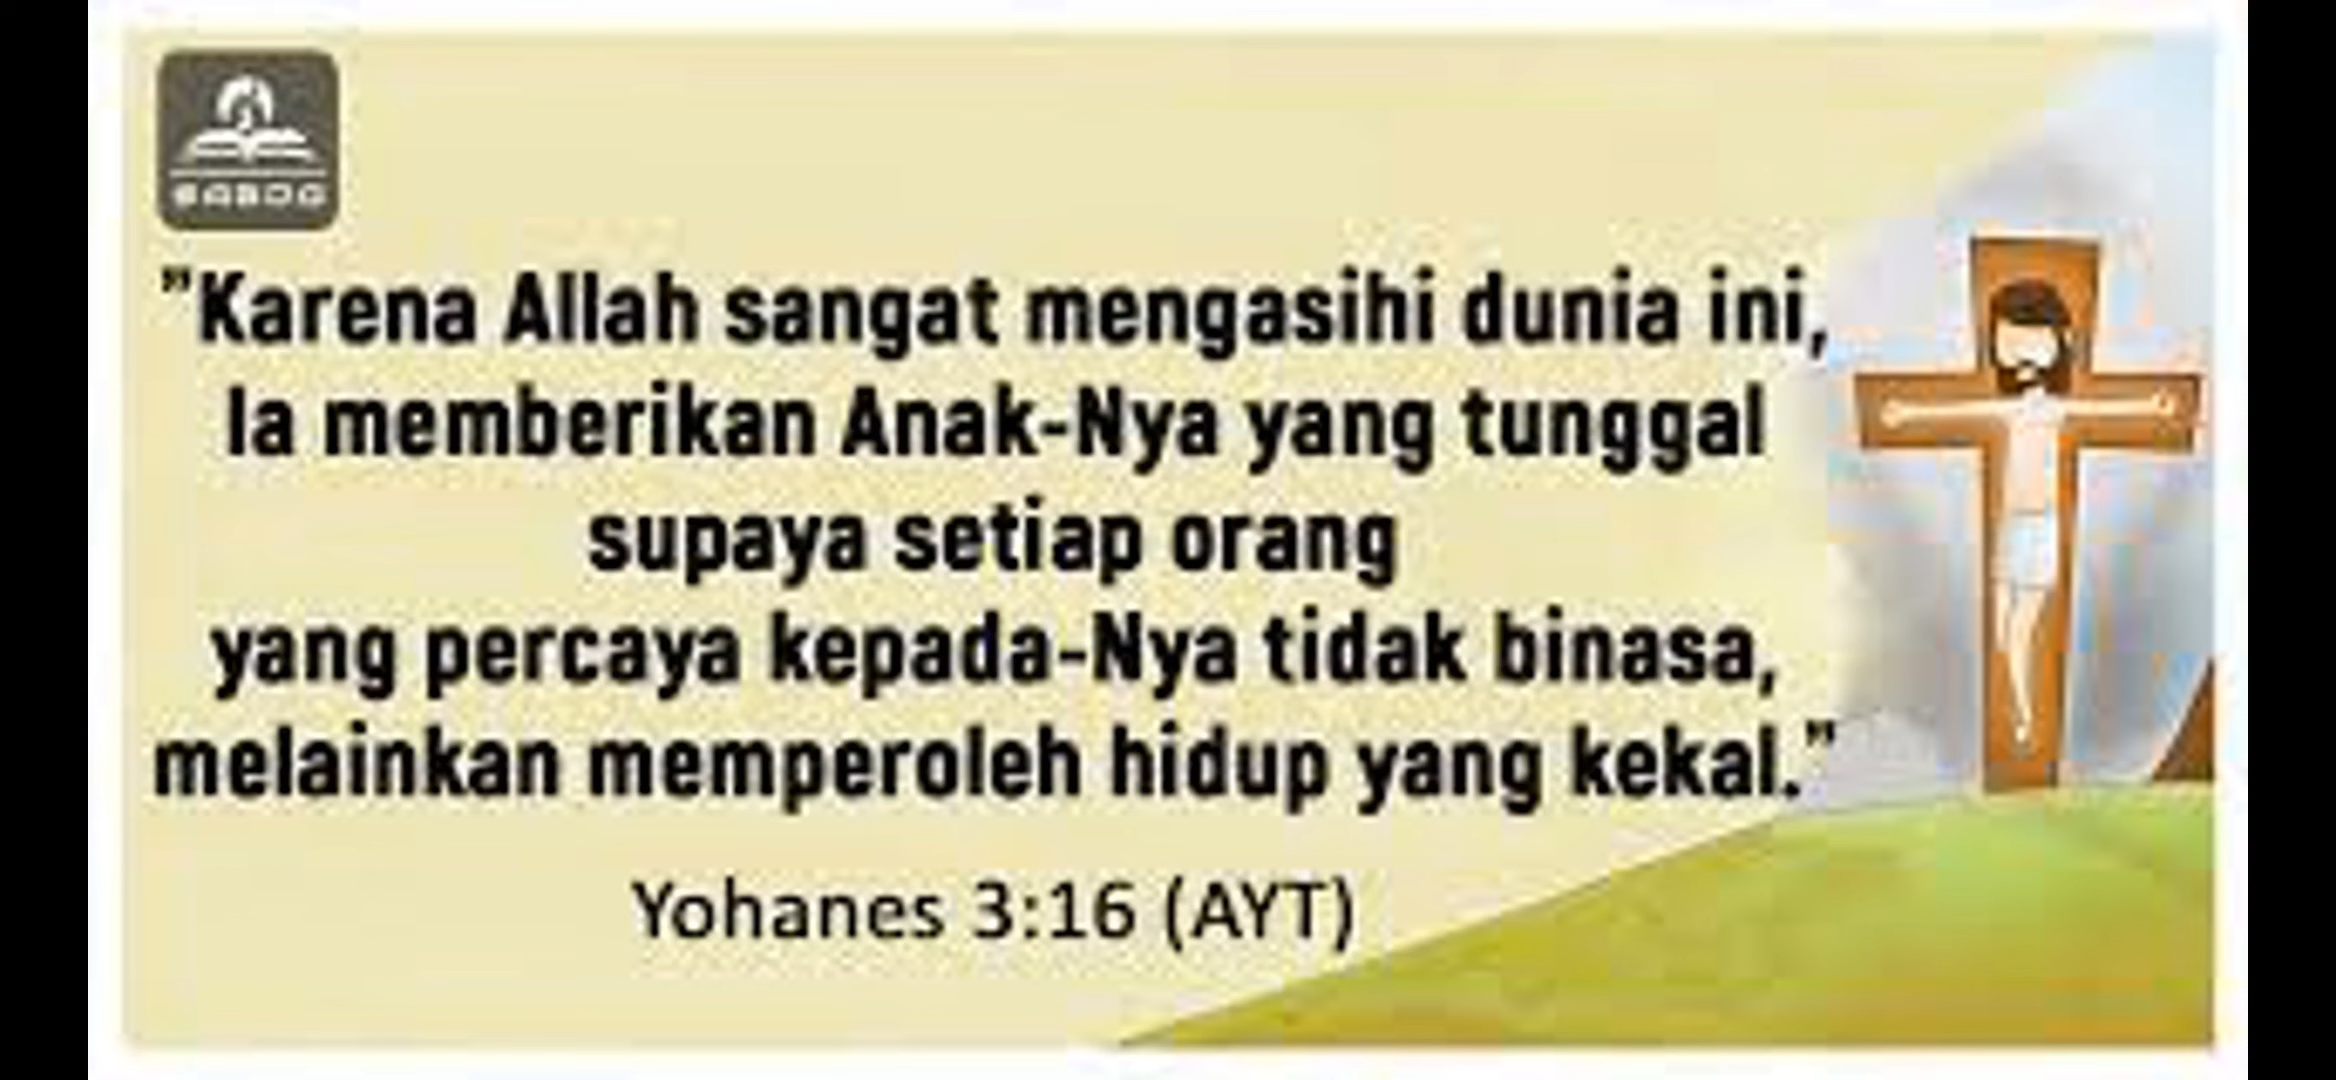 SABDA
"Karena Allah sangat mengasihi dunia ini,
Ia memberikan Anak-Nya yang tunggal
supaya setiap orang
yang percaya kepada-Nya tidak binasa,
melainkan memperoleh hidup yang kekal."
Yohanes 3:16 (AYT)